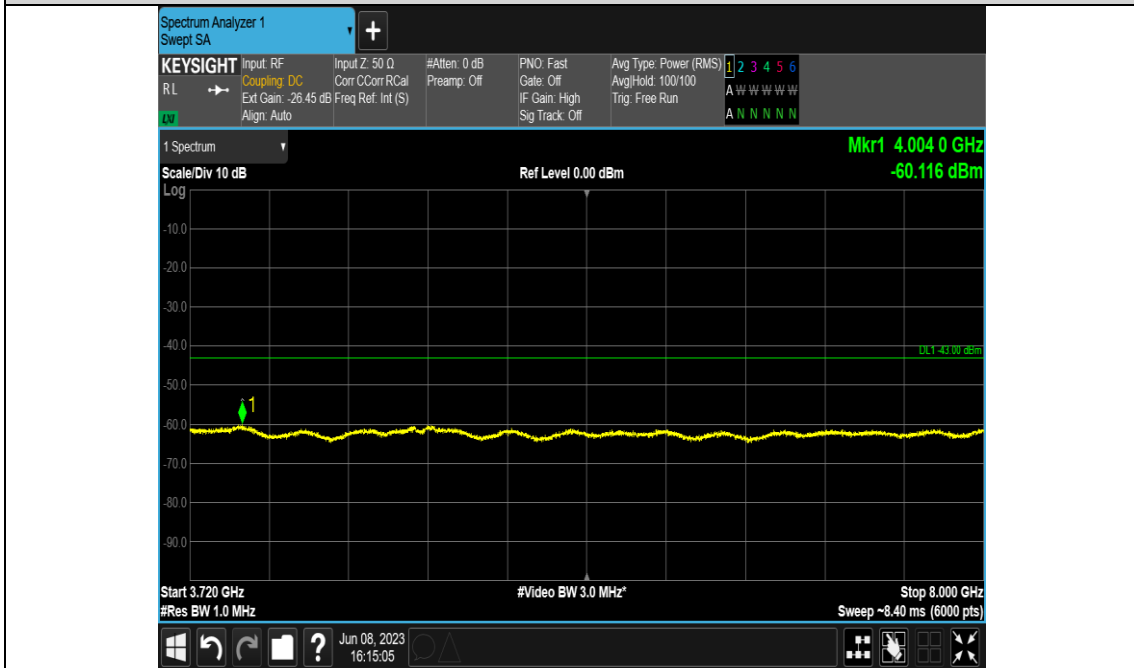 Spectrum Analyzer 1
Swept SA
+
KEYSIGHT Input: RF Input Z: 50 Ω #Atten: 0 dB PNO: Fast Avg Type: Power (RMS) 1 2 3 4 5 6
RL Coupling: DC Corr CCorr RCal Preamp: Off Gate: Off Avg|Hold: 100/100 A W W W W W
Ext Gain: -26.45 dB Freq Ref: Int (S) IF Gain: High Trig: Free Run
LXI Align: Auto Sig Track: Off A N N N N N
1 Spectrum Mkr1 4.004 0 GHz
Scale/Div 10 dB Ref Level 0.00 dBm -60.116 dBm
Log
-10.0
-20.0
-30.0
-40.0
DL1 -43.00 dBm
-50.0
1
-60.0
-70.0
-80.0
-90.0
Start 3.720 GHz #Video BW 3.0 MHz* Stop 8.000 GHz
#Res BW 1.0 MHz Sweep ~8.40 ms (6000 pts)
? Jun 08, 2023
16:15:05